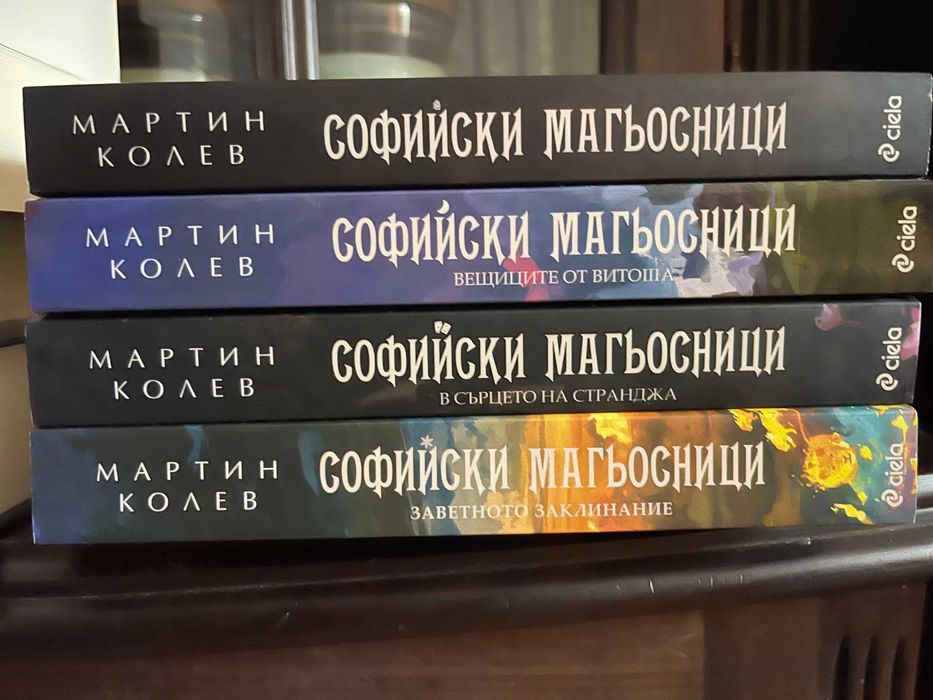 МАРТИН
КОЛЕВ
СОФИЙСКИ МАГЬОСНИЦИ
ciela
МАРТИН
КОЛЕВ
СОФИЙСКИ МАГЬОСНИЦИ
ВЕЩИЦИТЕ ОТ ВИТОША
ciela
МАРТИН
КОЛЕВ
СОФИЙСКИ МАГЬОСНИЦИ
В СЪРЦЕТО НА СТРАНДЖА
ciela
МАРТИН
КОЛЕВ
СОФИЙСКИ МАГЬОСНИЦИ
ЗАВЕТНОТО ЗАКЛИНАНИЕ
ciela